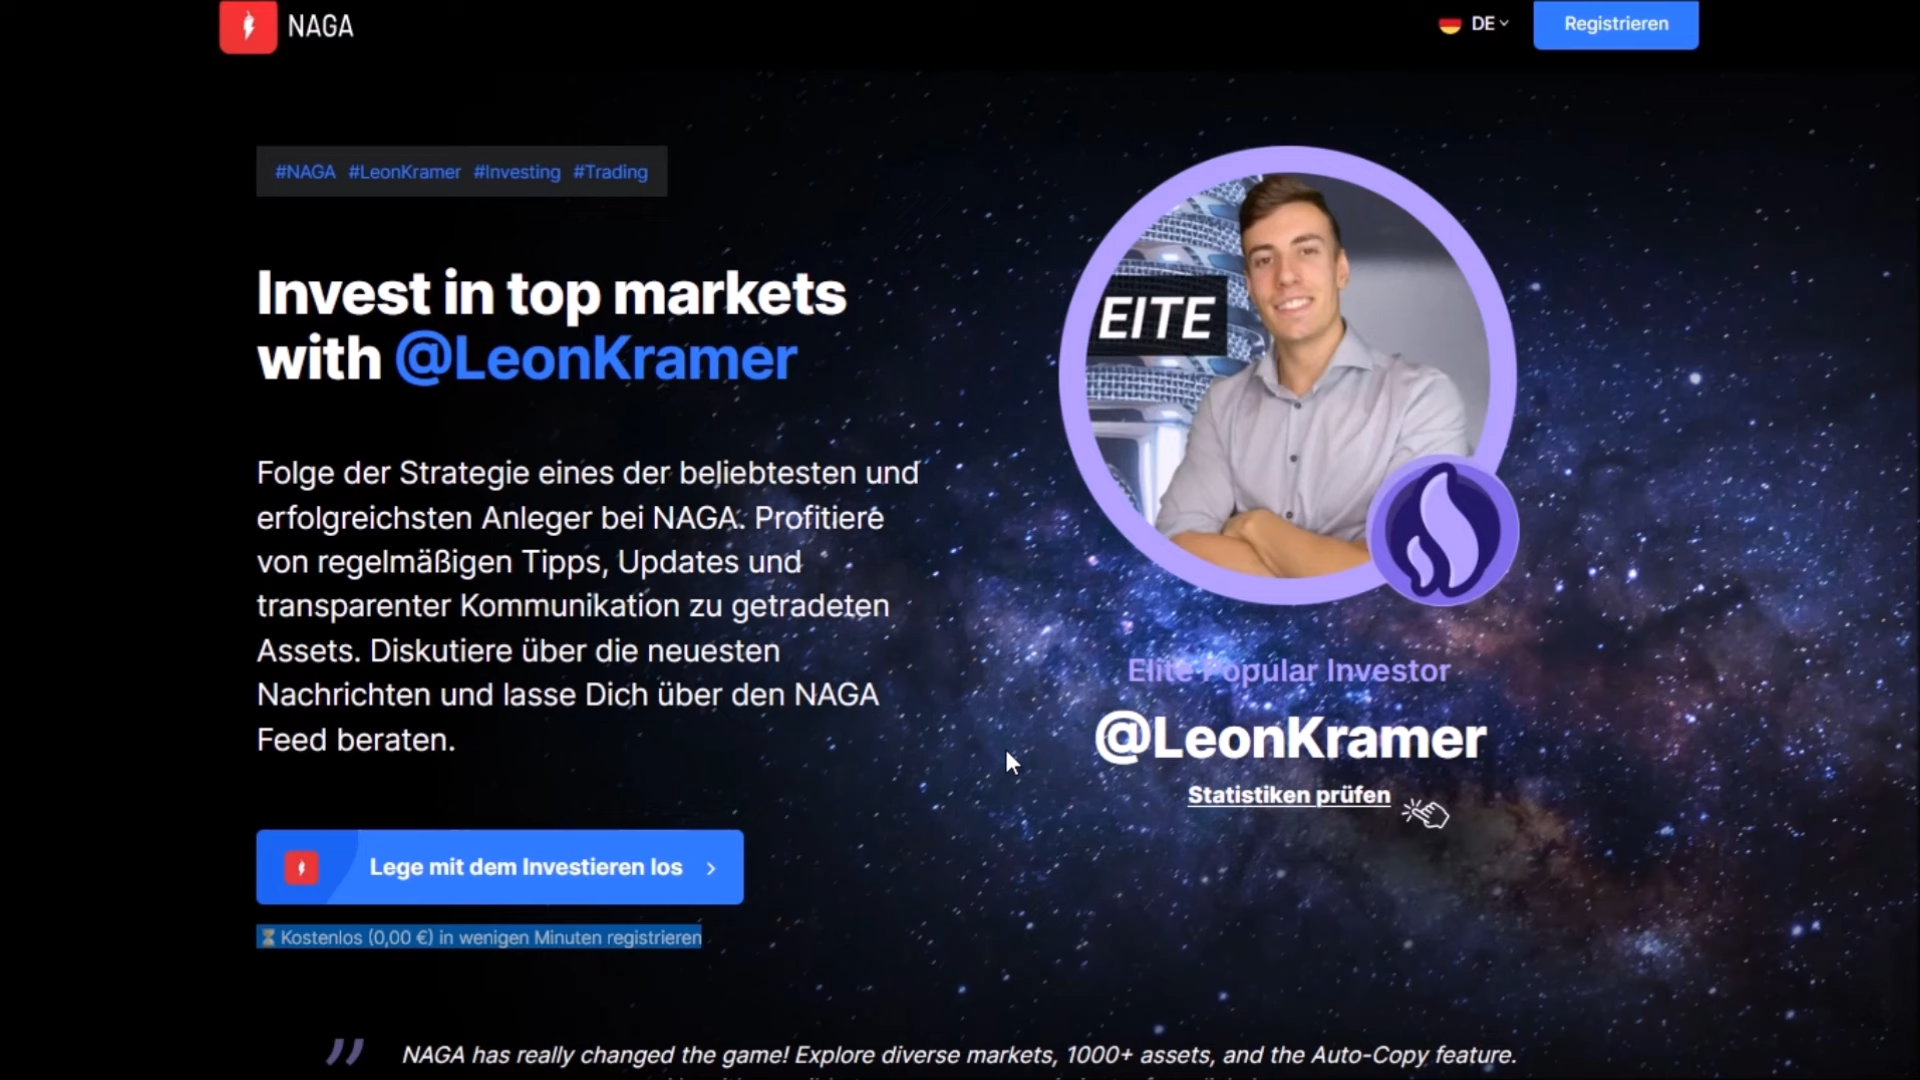 NAGA
DE
Registrieren
#NAGA #LeonKramer #Investing #Trading
Invest in top markets
with @LeonKramer
EITE
Folge der Strategie eines der beliebtesten und
erfolgreichsten Anleger bei NAGA. Profitiere
von regelmäßigen Tipps, Updates und
transparenter Kommunikation zu getradeten
Assets. Diskutiere über die neuesten
Nachrichten und lasse Dich über den NAGA
Feed beraten.
Elite Popular Investor
@LeonKramer
Statistiken prüfen
Lege mit dem Investieren los
Kostenlos (0,00 €) in wenigen Minuten registrieren
NAGA has really changed the game! Explore diverse markets, 1000+ assets, and the Auto-Copy feature.